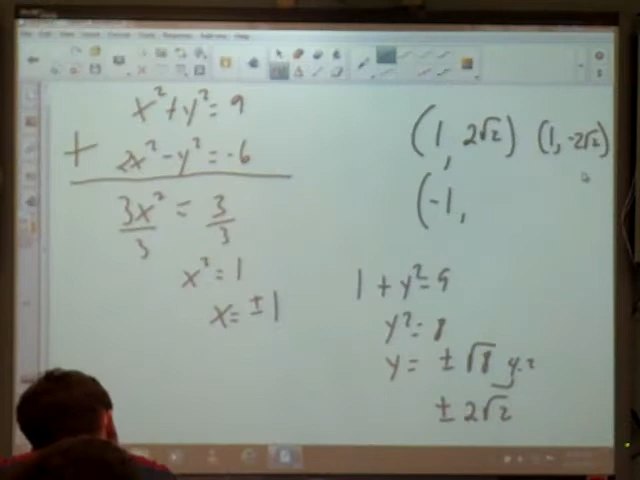 x² + y² = 9
+ 2x² - y² = -6
3x²/3 = 3/3
x² = 1
x = ± 1
(1, 2√2) (1, -2√2)
(-1,
1 + y² = 9
y² = 8
y = ± √8
± 2√2